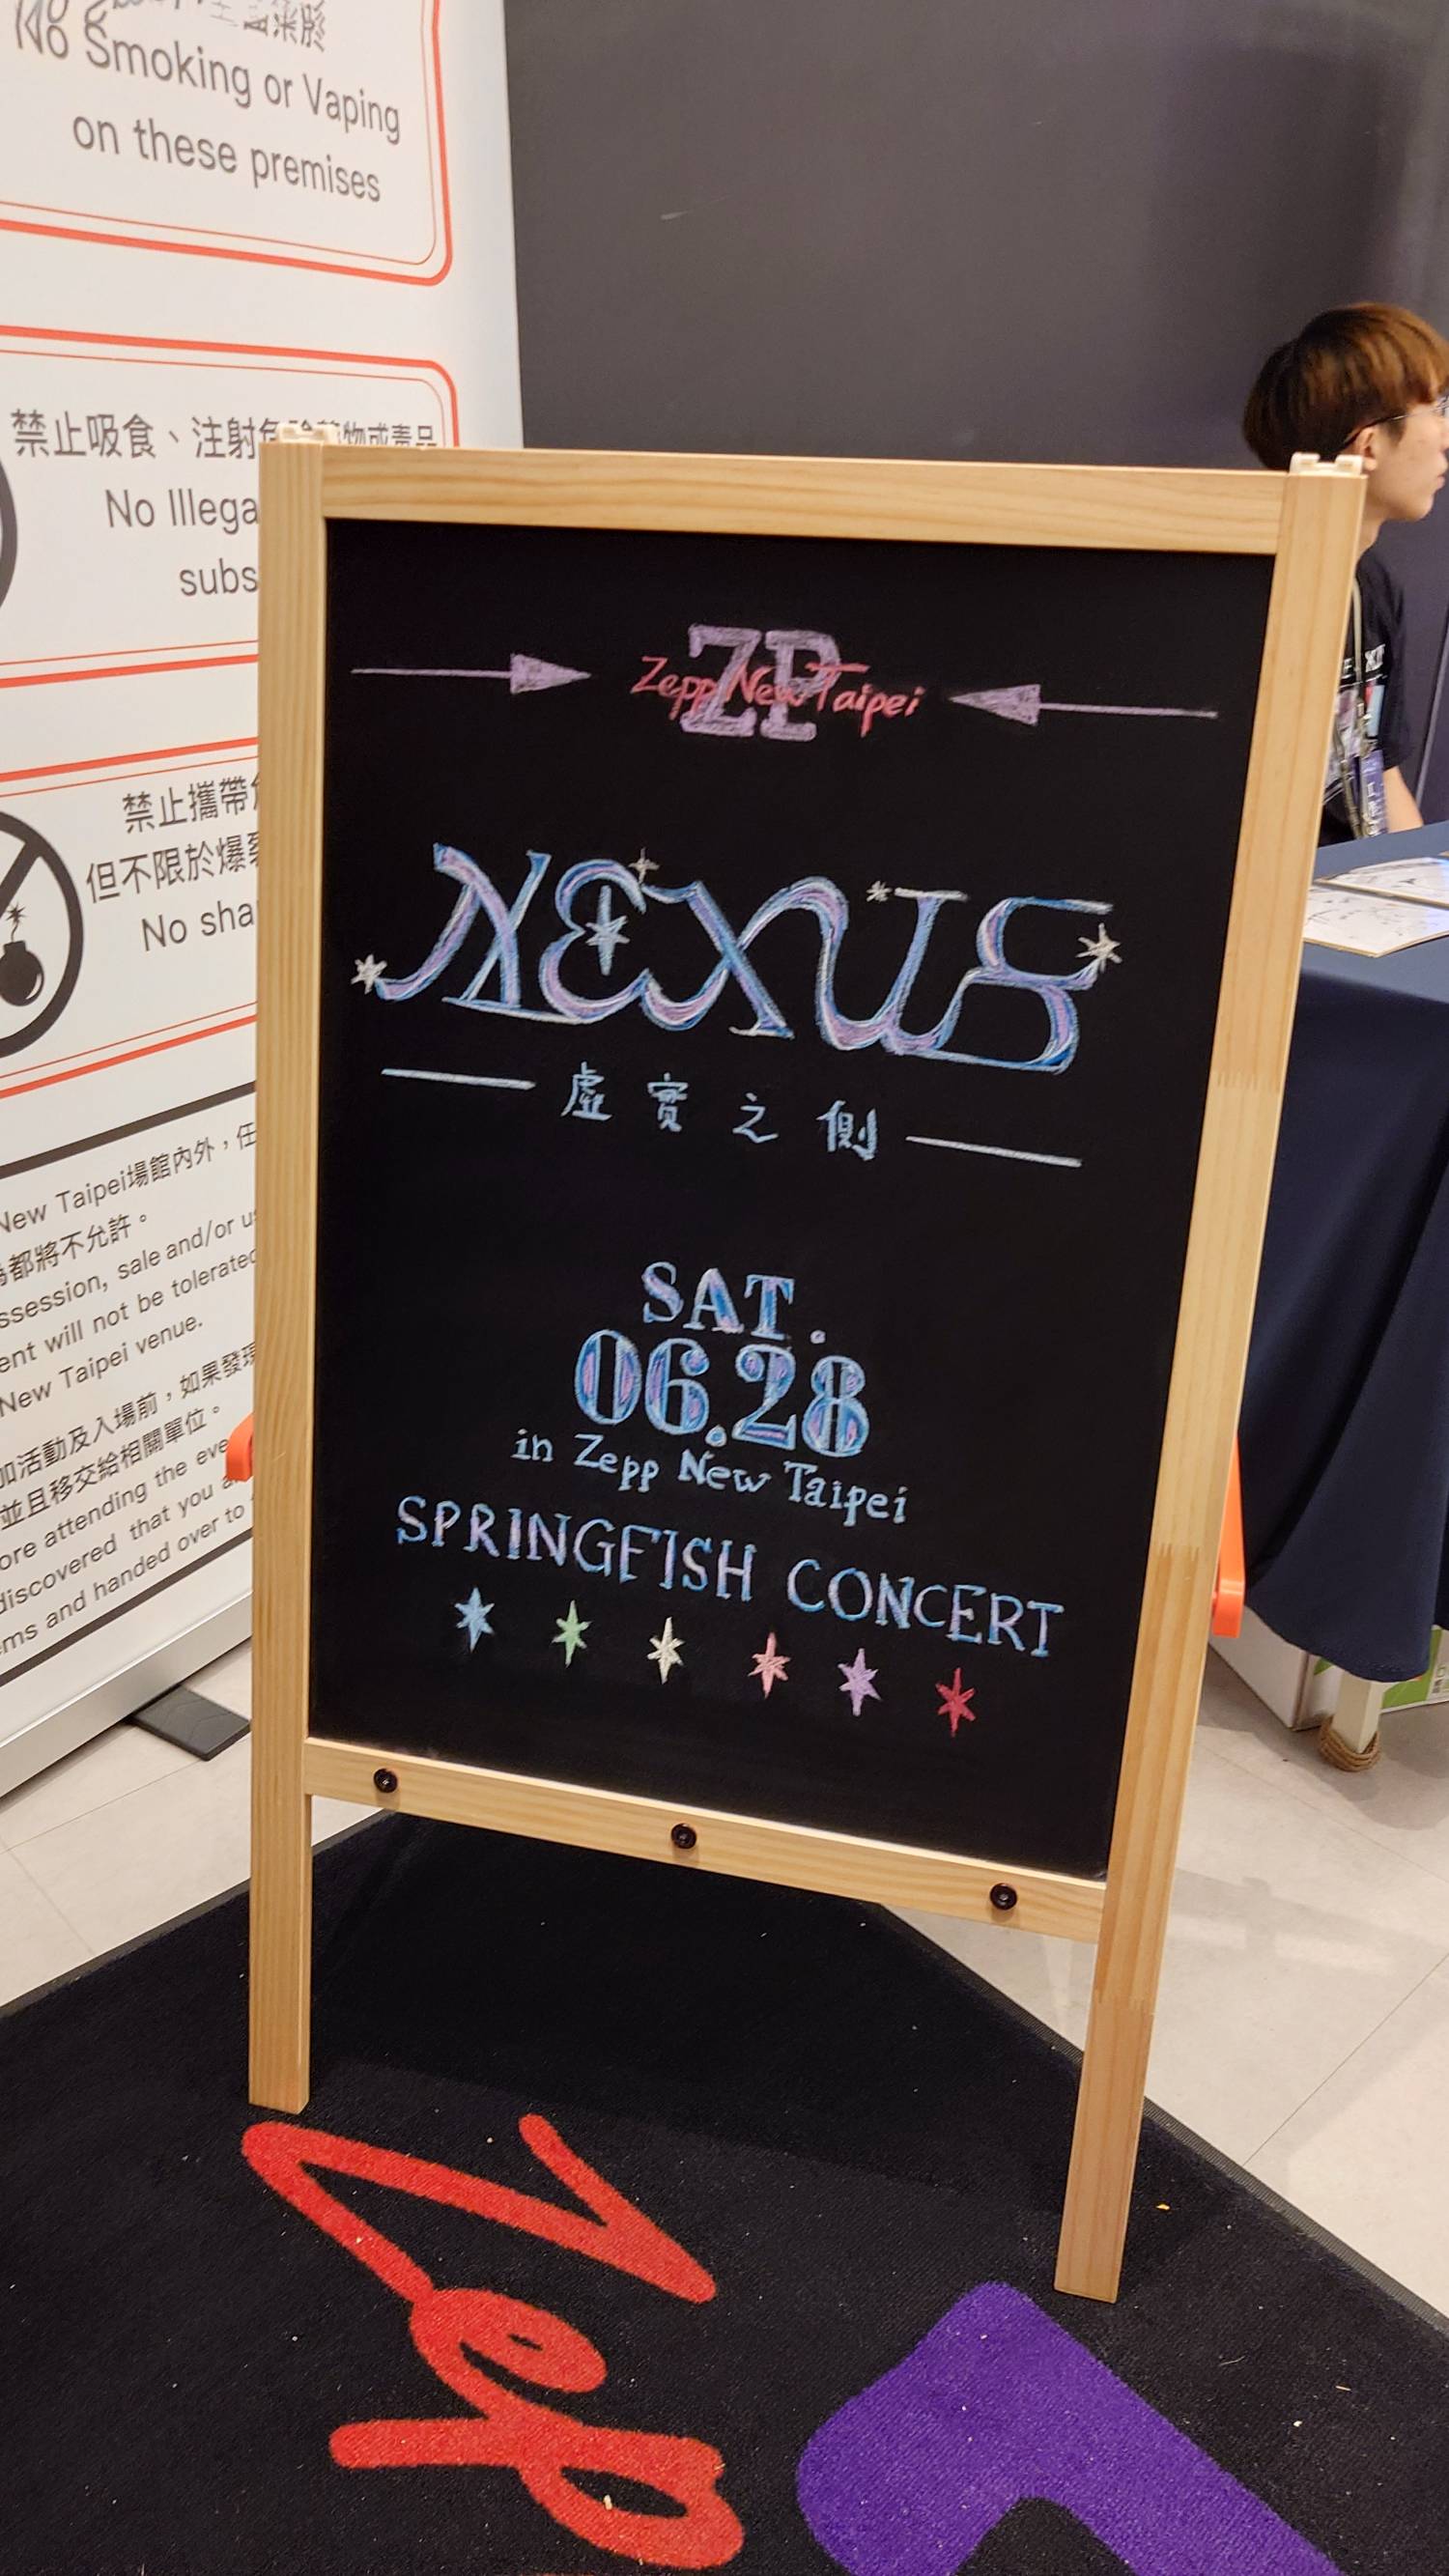 No Smoking or Vaping
on these premises
禁止吸食、注射
No
subs
禁止攜帶
但不限於爆
No sha
New Taipei場館內外,任
都將不允許。
ssession, sale and/or
ent will not be tolerated
New Taipei venue.
加活動及入場前,如果發現
並且移交給相關單位。
ore attending the eve
discovered that you
ems and handed over to
ZP
Zepp New Taipei
NEXUS
虛實之側
SAT.
06.28
in Zepp New Taipei
SPRINGFISH CONCERT
Zep